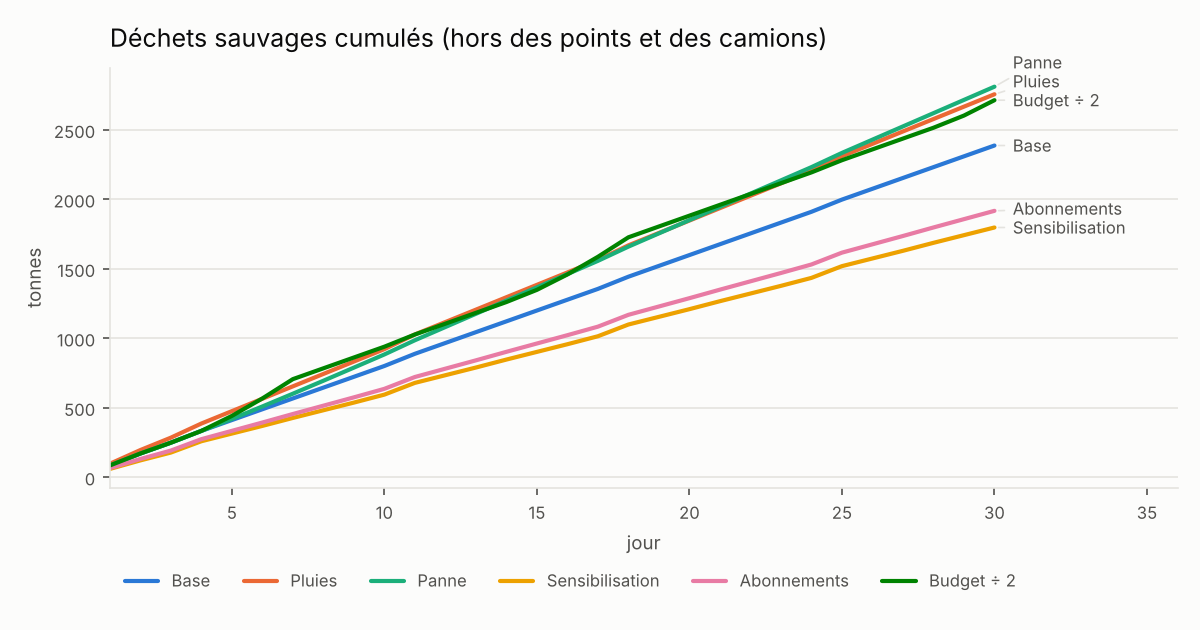 Déchets sauvages cumulés (hors des points et des camions)
Panne
Pluies
Budget ÷ 2
Base
Abonnements
Sensibilisation
2500
2000
1500
1000
500
0
tonnes
5 10 15 20 25 30 35
jour
Base Pluies Panne Sensibilisation Abonnements Budget ÷ 2